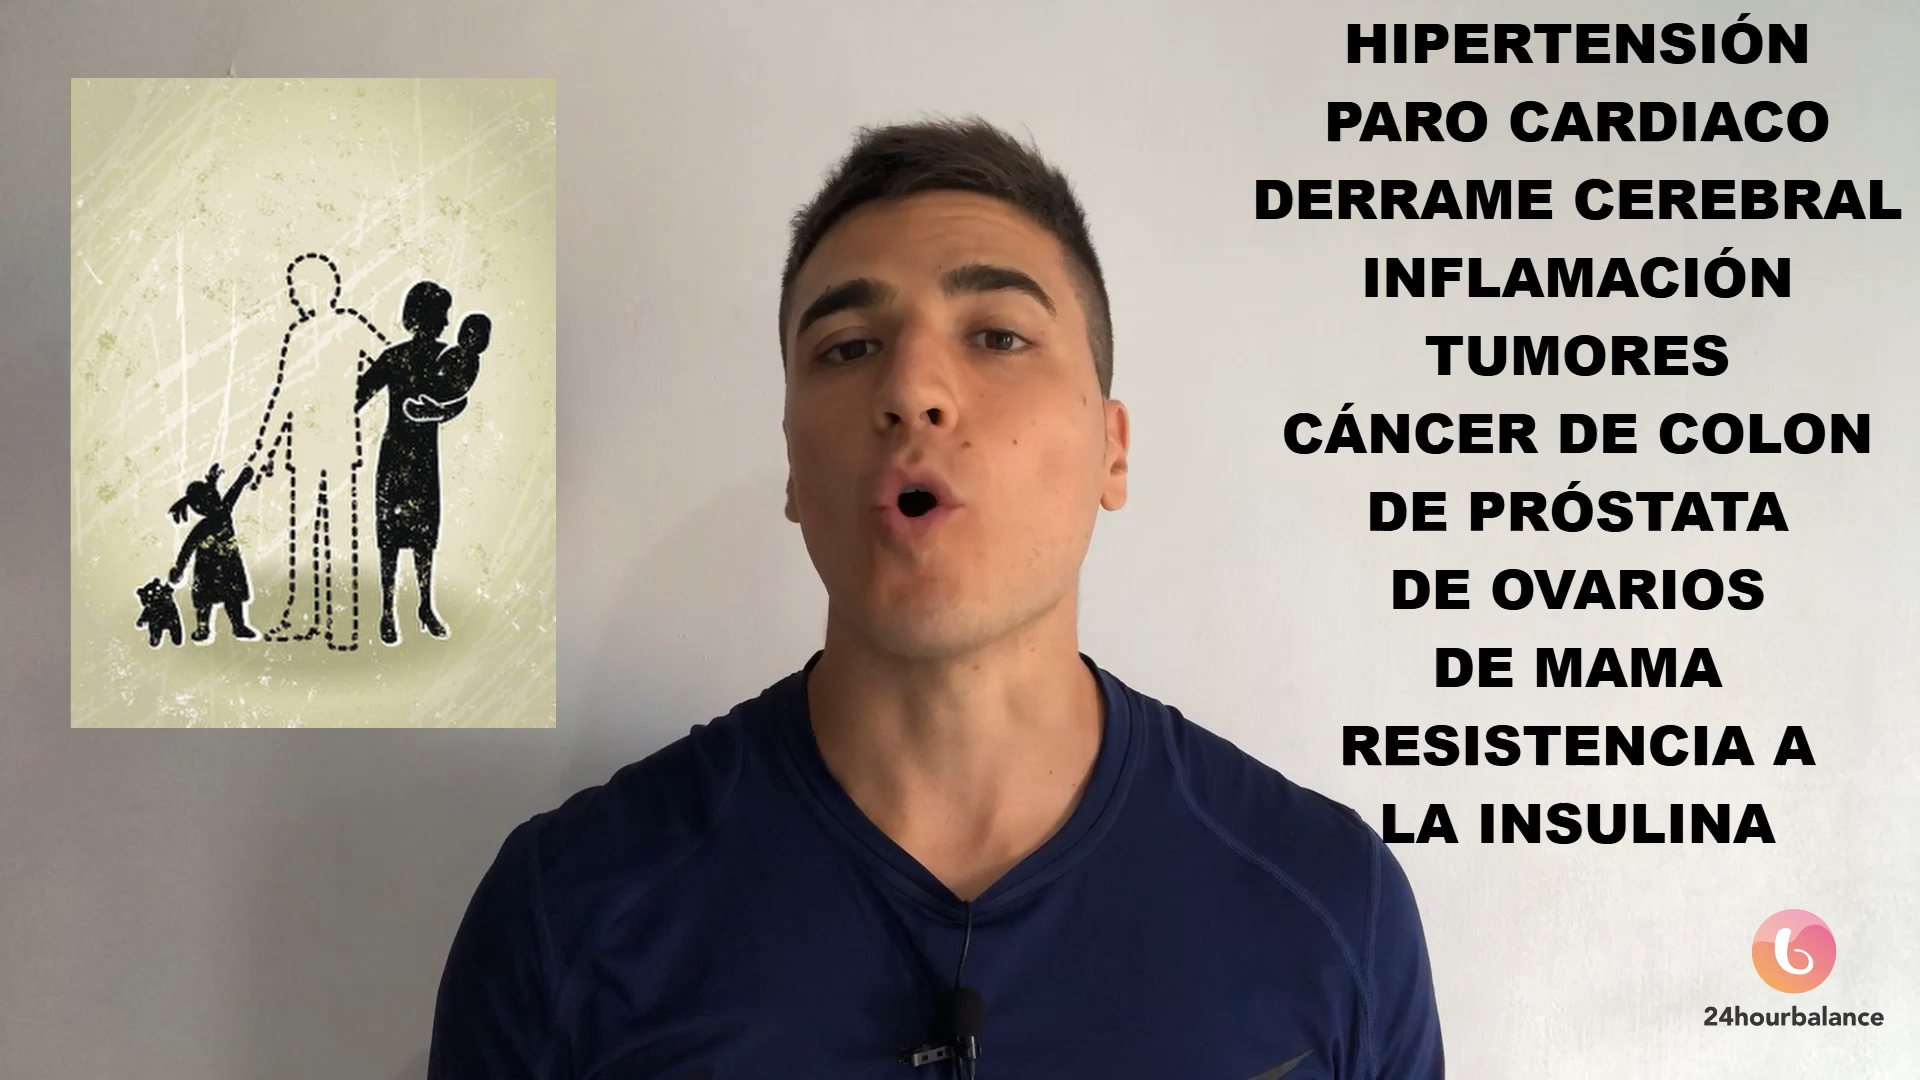 HIPERTENSIÓN
PARO CARDIACO
DERRAME CEREBRAL
INFLAMACIÓN
TUMORES
CÁNCER DE COLON
DE PRÓSTATA
DE OVARIOS
DE MAMA
RESISTENCIA A
LA INSULINA
24hourbalance